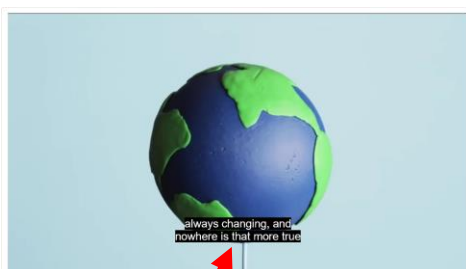 always changing, and
nowhere is that more true